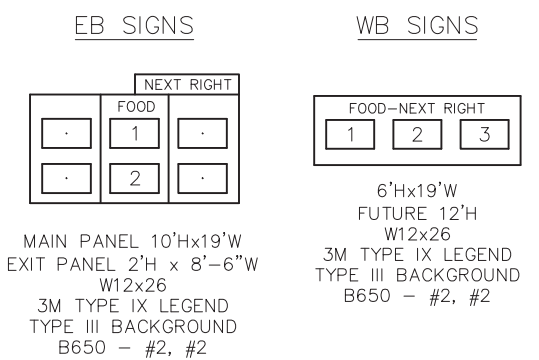 EB SIGNS
NEXT RIGHT
FOOD
1
2
MAIN PANEL 10'Hx19'W
EXIT PANEL 2'H x 8'-6"W
W12x26
3M TYPE IX LEGEND
TYPE III BACKGROUND
B650 - #2, #2
WB SIGNS
FOOD-NEXT RIGHT
1 2 3
6'Hx19'W
FUTURE 12'H
W12x26
3M TYPE IX LEGEND
TYPE III BACKGROUND
B650 - #2, #2